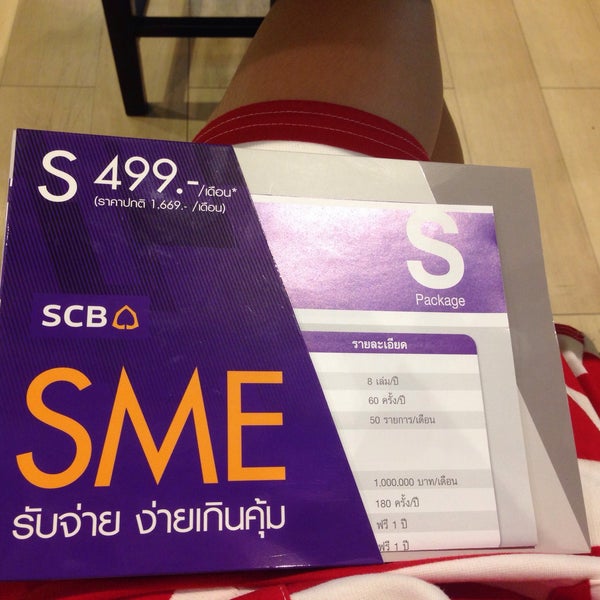 S 499.-/เดือน*
(ราคาปกติ 1,669.- /เดือน)
SCB
SME
รับจ่าย ง่ายเกินคุ้ม
S
Package
รายละเอียด
8 เล่ม/ปี
60 ครั้ง/ปี
50 รายการ/เดือน
1,000,000 บาท/เดือน
180 ครั้ง/ปี
ฟรี 1 ปี
ฟรี 1 ปี